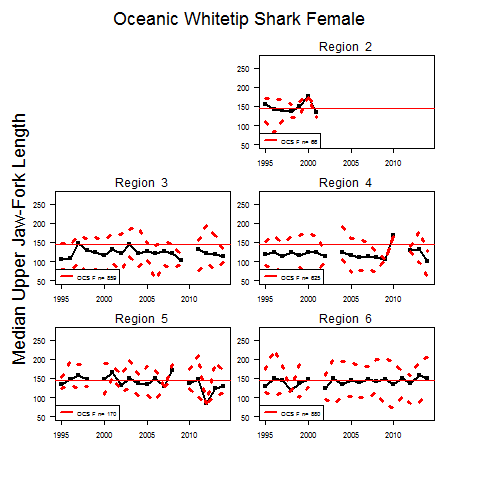 Oceanic Whitetip Shark Female
Median Upper Jaw-Fork Length
Region 2
250
200
150
100
50
OCS F n= 66
1995 2000 2005 2010
Region 3
250
200
150
100
50
OCS F n= 559
1995 2000 2005 2010
Region 4
250
200
150
100
50
OCS F n= 625
1995 2000 2005 2010
Region 5
250
200
150
100
50
OCS F n= 170
1995 2000 2005 2010
Region 6
250
200
150
100
50
OCS F n= 550
1995 2000 2005 2010